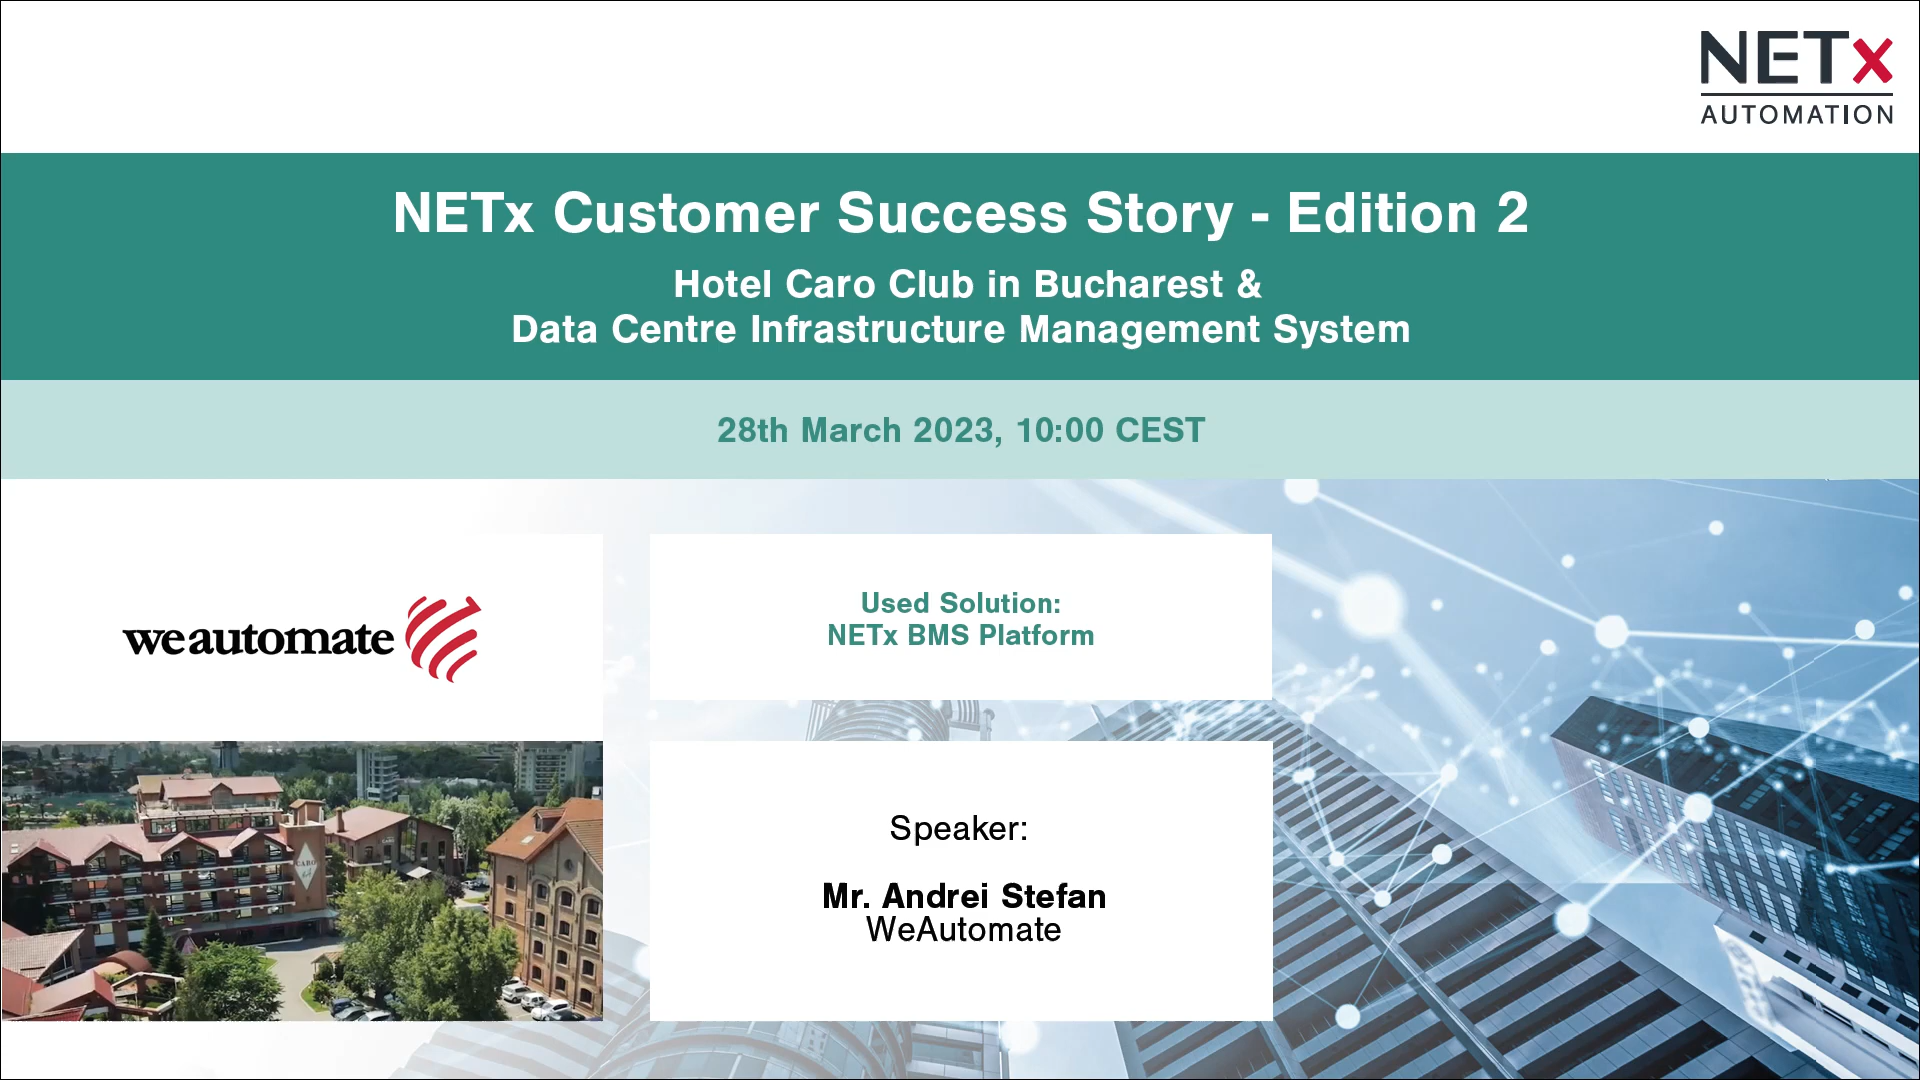 NETx
AUTOMATION
NETx Customer Success Story - Edition 2
Hotel Caro Club in Bucharest &
Data Centre Infrastructure Management System
28th March 2023, 10:00 CEST
weautomate
Used Solution:
NETx BMS Platform
CARO
Speaker:
Mr. Andrei Stefan
WeAutomate